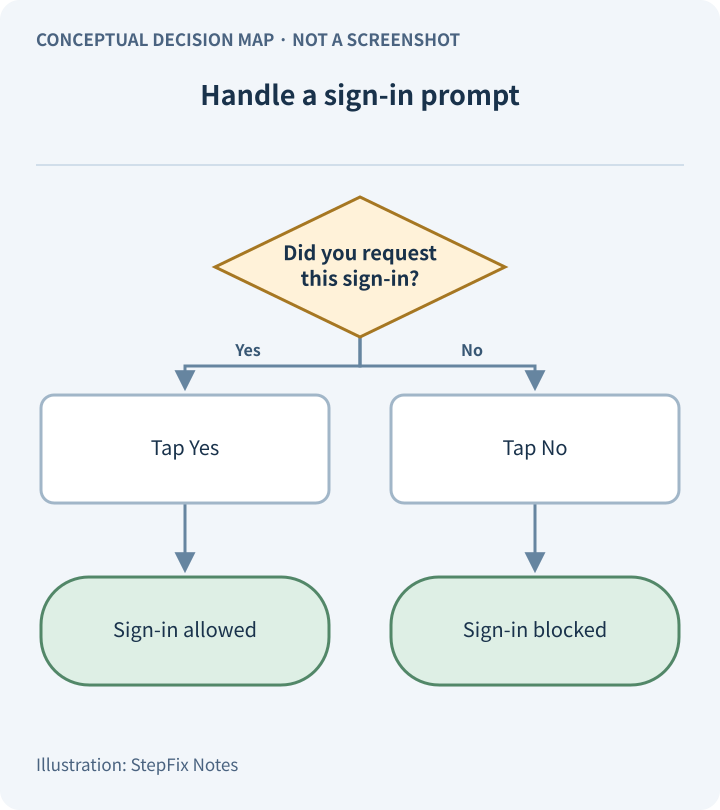 CONCEPTUAL DECISION MAP · NOT A SCREENSHOT
Handle a sign-in prompt
Did you request
this sign-in?
Yes
No
Tap Yes
Tap No
Sign-in allowed
Sign-in blocked
Illustration: StepFix Notes